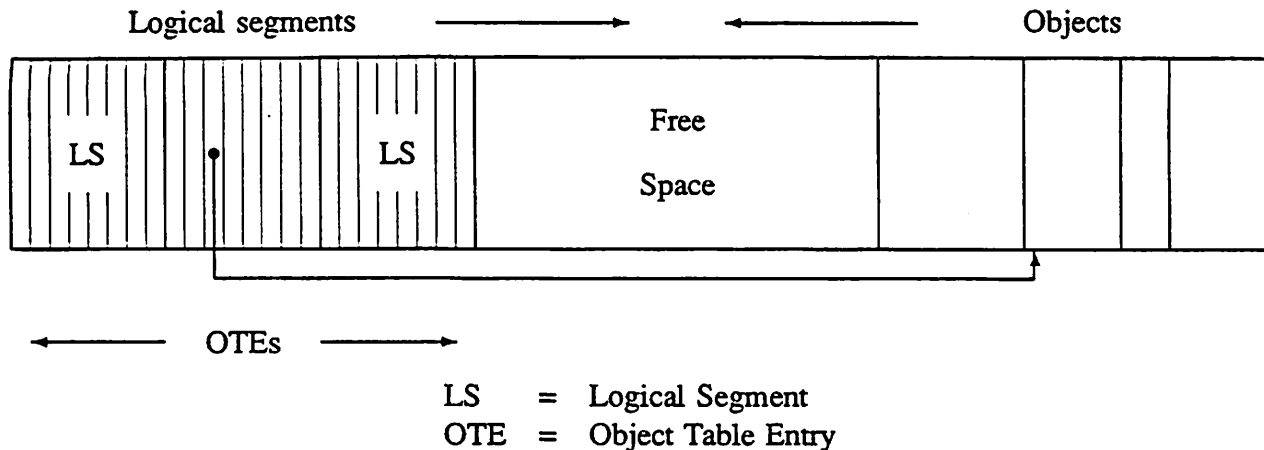 Logical segments
Objects
LS
LS
Free
Space
OTEs
LS = Logical Segment
OTE = Object Table Entry